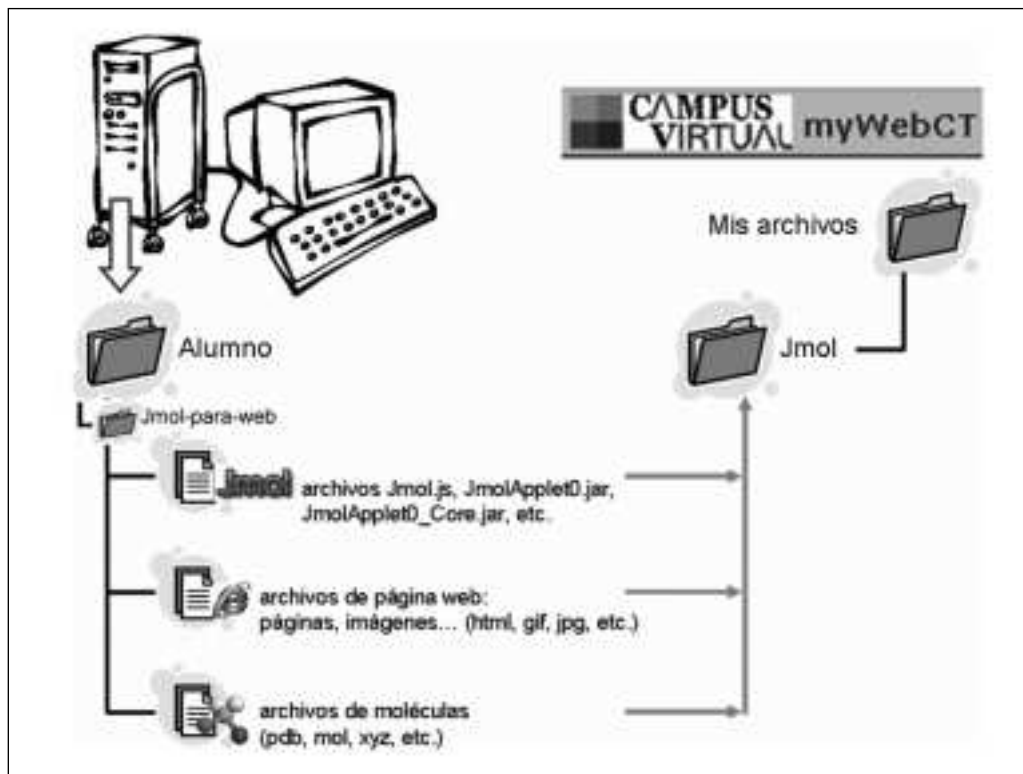 CAMPUS
VIRTUAL
myWebCT
Mis archivos
Alumno
Jmol
Jmol-para-web
Jmol
archivos Jmol.js, JmolApplet0.jar,
JmolApplet0_Core.jar, etc.
archivos de página web:
páginas, imágenes... (html, gif, jpg, etc.)
archivos de moléculas
(pdb, mol, xyz, etc.)